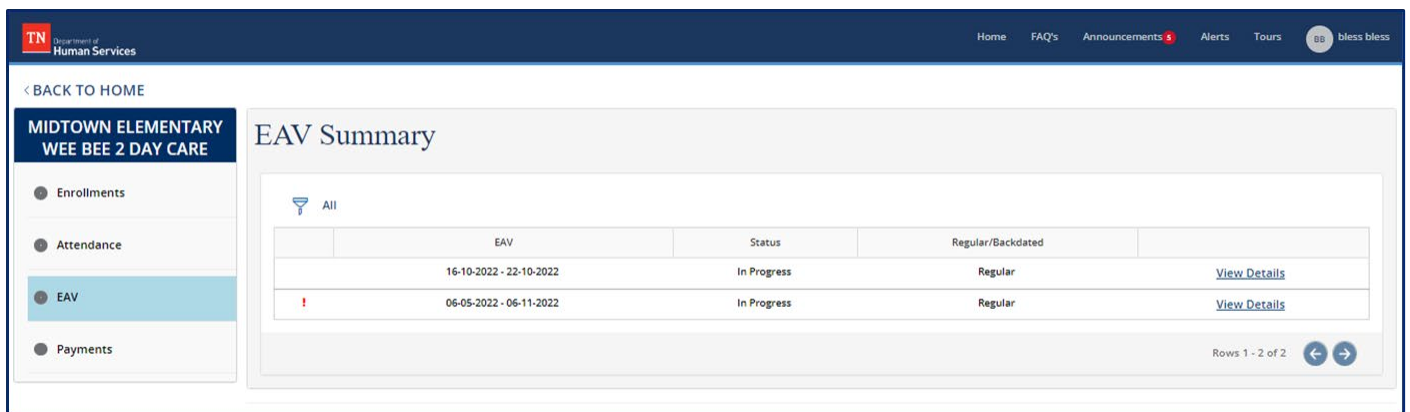 TN Department of
Human Services
Home FAQ's Announcements 5 Alerts Tours BB bless bless
<BACK TO HOME
MIDTOWN ELEMENTARY
WEE BEE 2 DAY CARE
Enrollments
Attendance
EAV
Payments
EAV Summary
All
EAV Status Regular/Backdated
16-10-2022 - 22-10-2022 In Progress Regular View Details
! 06-05-2022 - 06-11-2022 In Progress Regular View Details
Rows 1 - 2 of 2